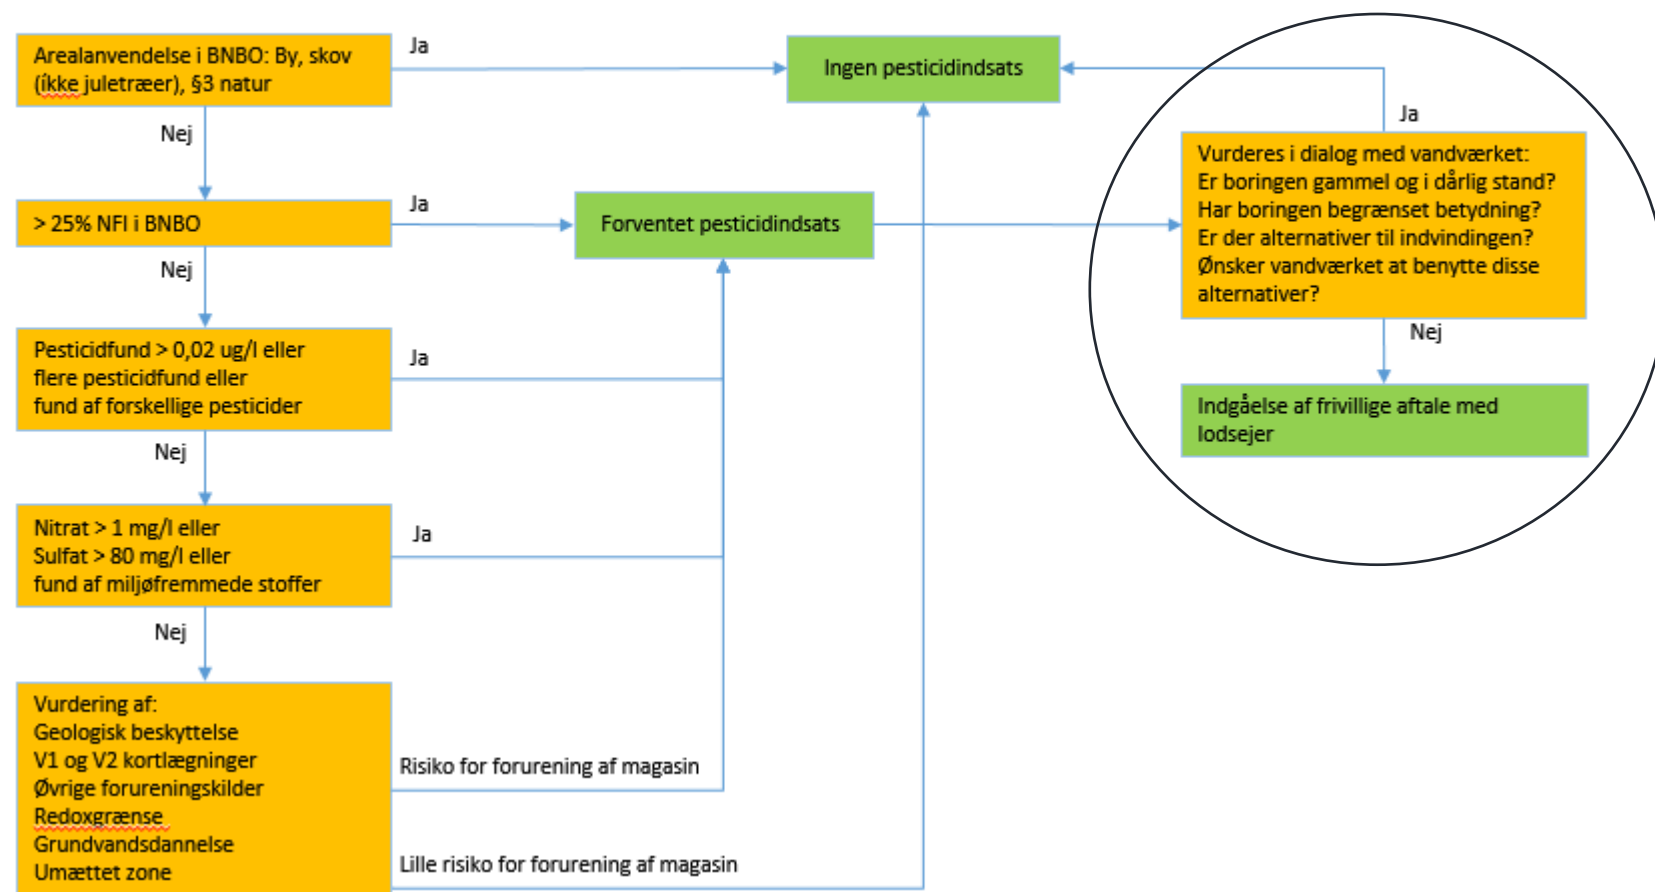 Arealanvendelse i BNBO: By, skov
(íkke juletræer), §3 natur
Ja
Ingen pesticidindsats
Nej
> 25% NFI i BNBO
Ja
Forventet pesticidindsats
Ja
Vurderes i dialog med vandværket:
Er boringen gammel og i dårlig stand?
Har boringen begrænset betydning?
Er der alternativer til indvindingen?
Ønsker vandværket at benytte disse
alternativer?
Nej
Indgåelse af frivillige aftale med
lodsejer
Nej
Pesticidfund > 0,02 ug/l eller
flere pesticidfund eller
fund af forskellige pesticider
Ja
Nej
Nitrat > 1 mg/l eller
Sulfat > 80 mg/l eller
fund af miljøfremmede stoffer
Ja
Nej
Vurdering af:
Geologisk beskyttelse
V1 og V2 kortlægninger
Øvrige forureningskilder
Redoxgrænse
Grundvandsdannelse
Umættet zone
Risiko for forurening af magasin
Lille risiko for forurening af magasin